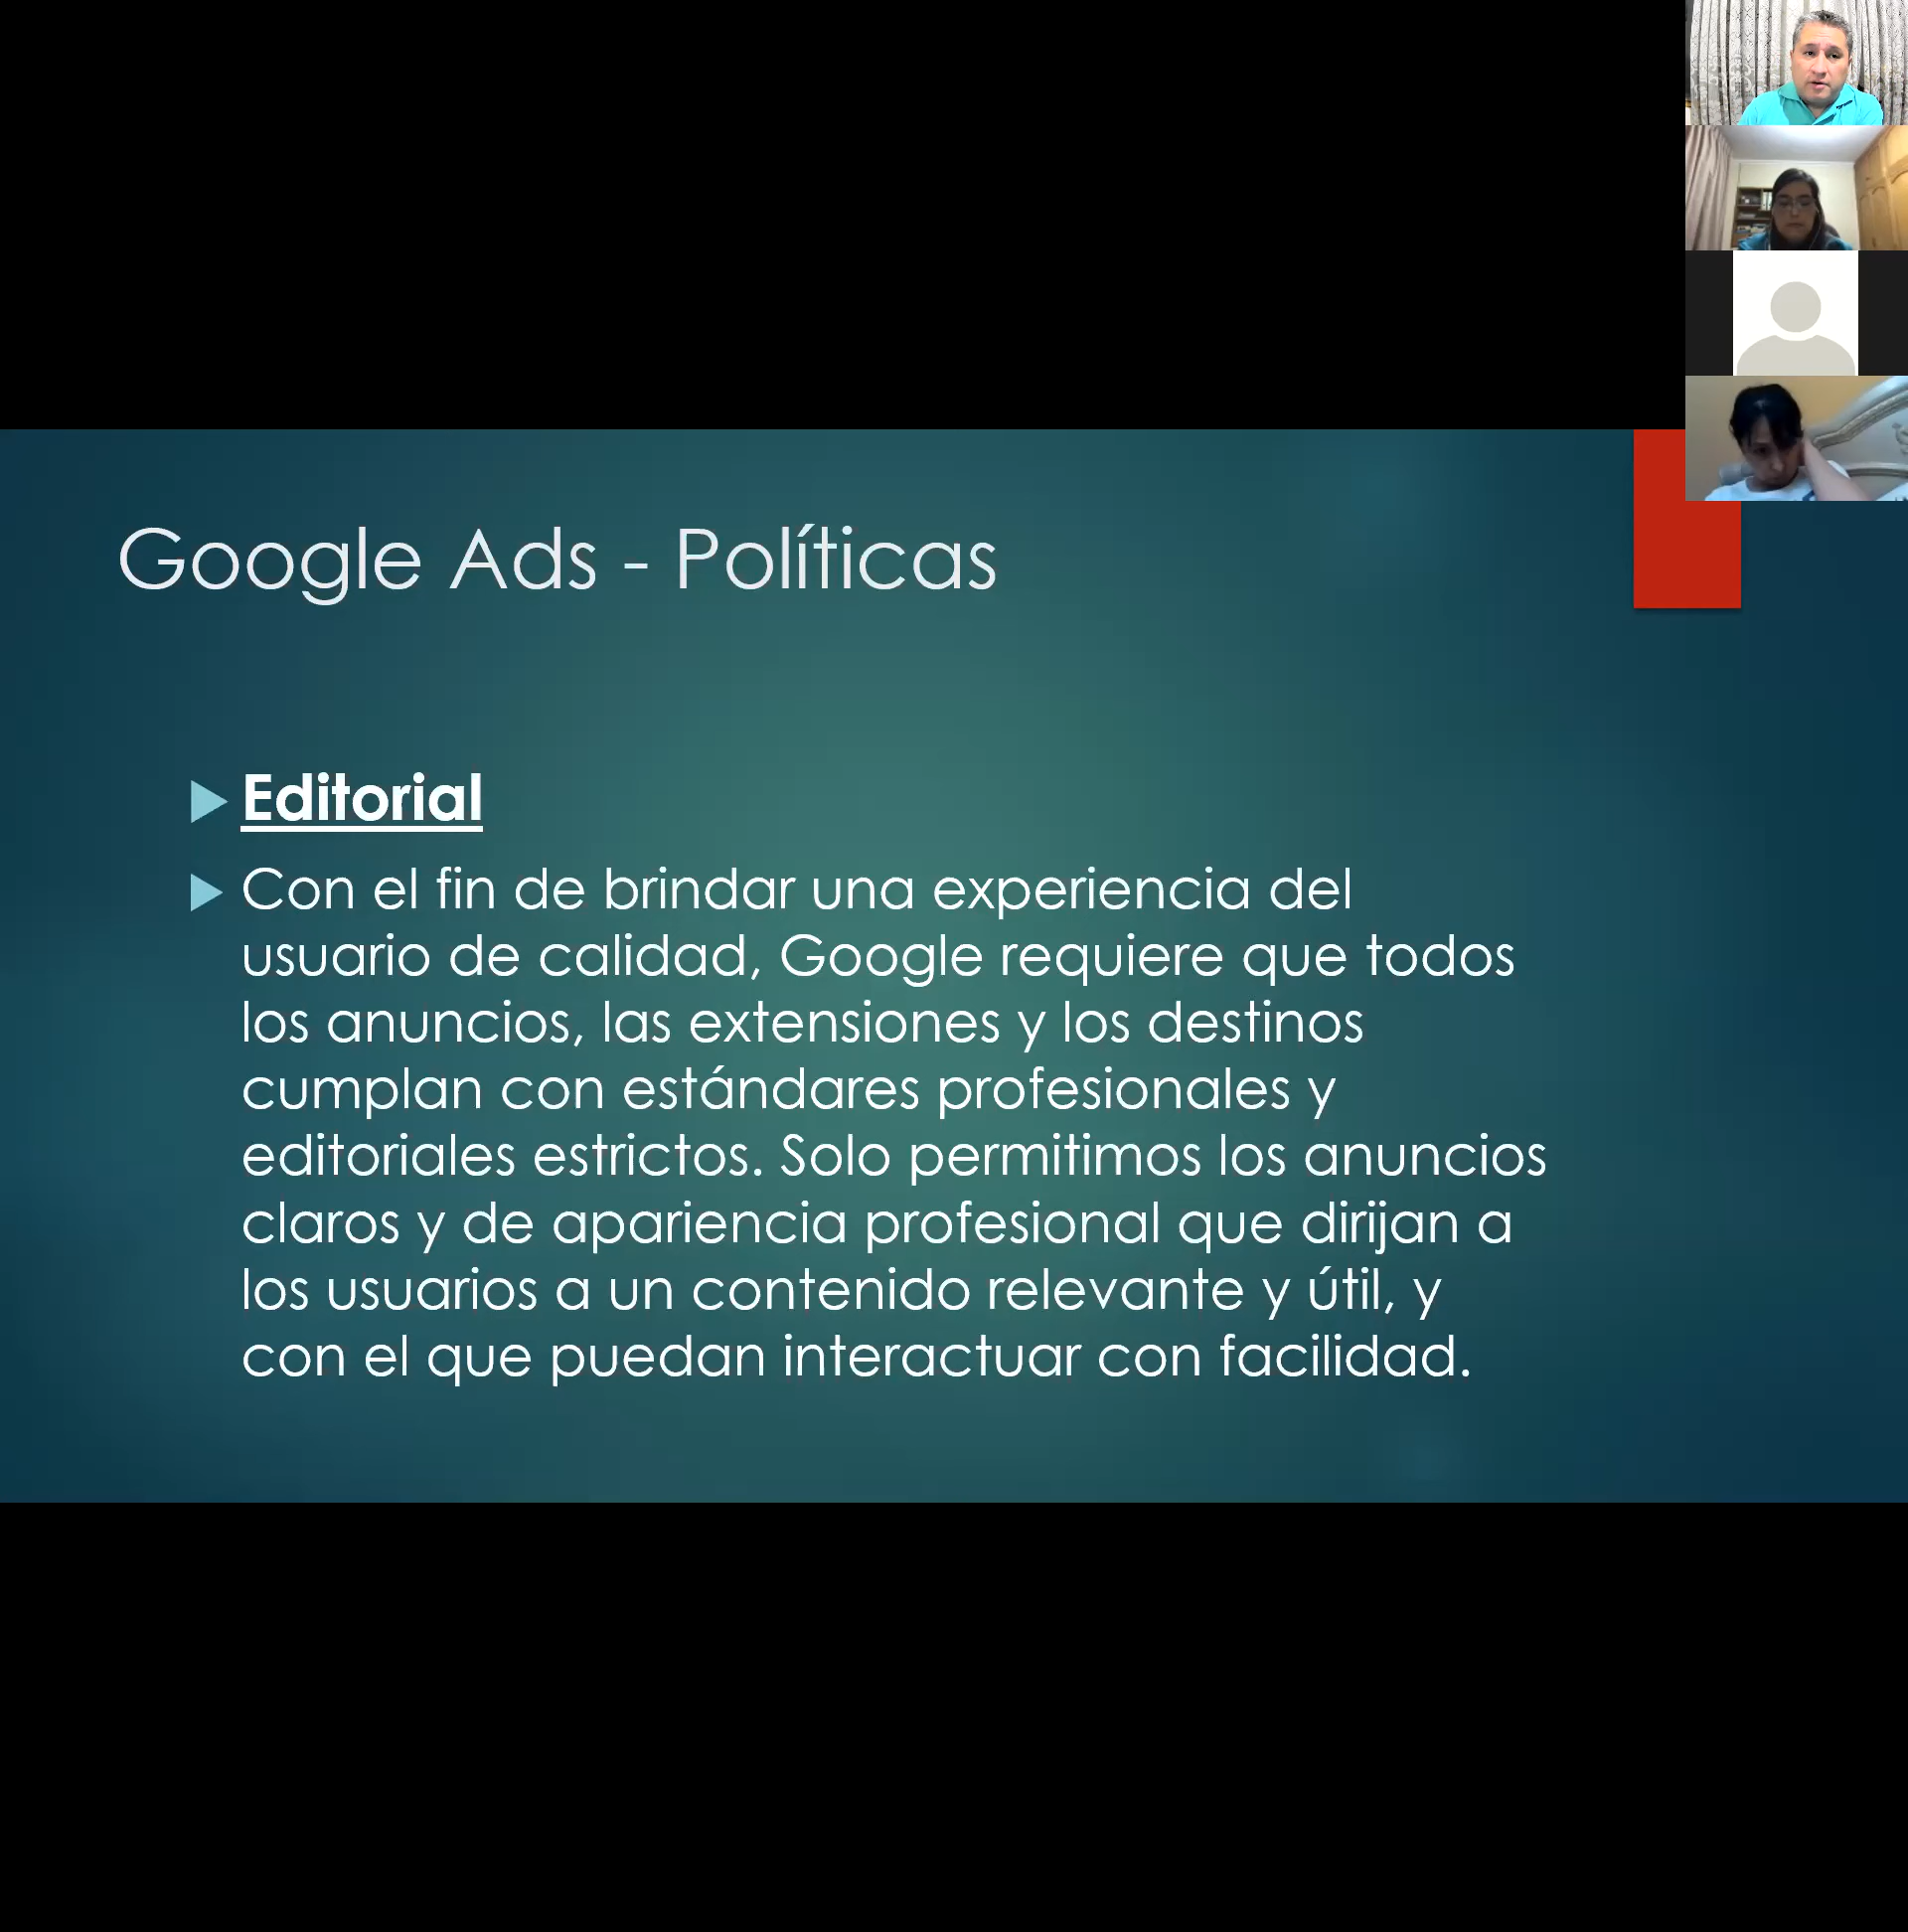 Google Ads - Políticas
Editorial
Con el fin de brindar una experiencia del
usuario de calidad, Google requiere que todos
los anuncios, las extensiones y los destinos
cumplan con estándares profesionales y
editoriales estrictos. Solo permitimos los anuncios
claros y de apariencia profesional que dirijan a
los usuarios a un contenido relevante y útil, y
con el que puedan interactuar con facilidad.